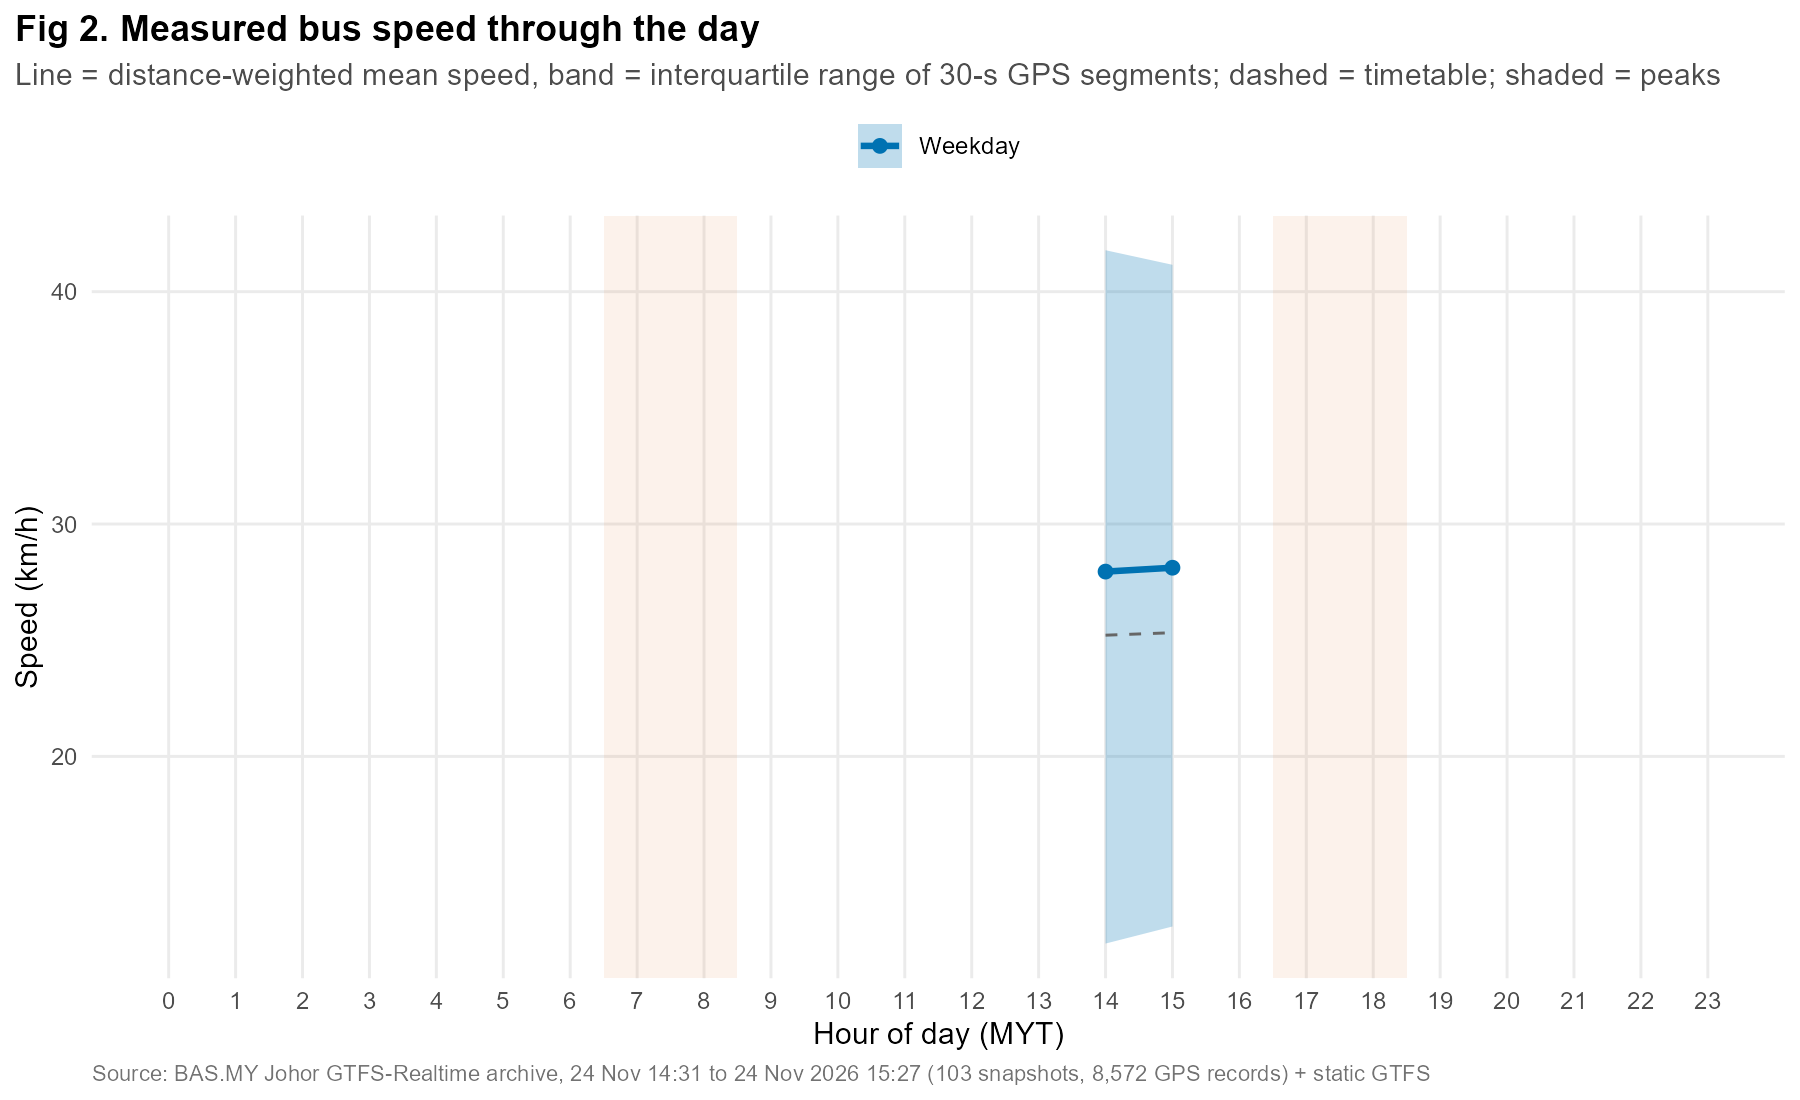 Fig 2. Measured bus speed through the day
Line = distance-weighted mean speed, band = interquartile range of 30-s GPS segments; dashed = timetable; shaded = peaks
Weekday
40
30
20
Speed (km/h)
0 1 2 3 4 5 6 7 8 9 10 11 12 13 14 15 16 17 18 19 20 21 22 23
Hour of day (MYT)
Source: BAS.MY Johor GTFS-Realtime archive, 24 Nov 14:31 to 24 Nov 2026 15:27 (103 snapshots, 8,572 GPS records) + static GTFS